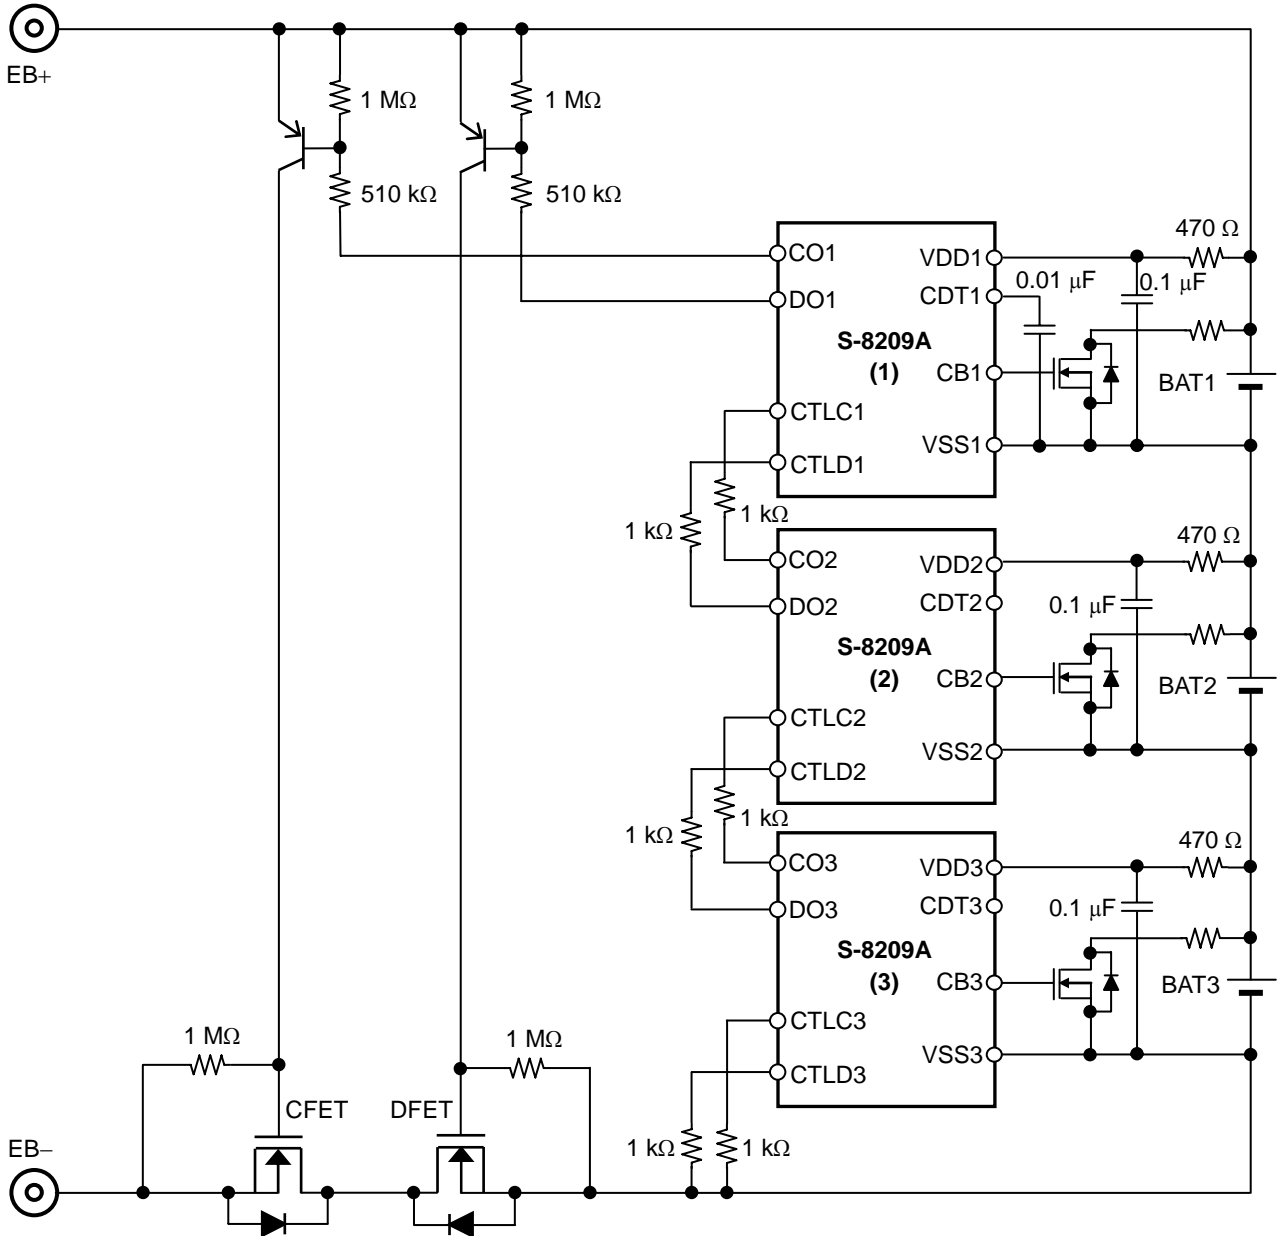 EB+
1 MΩ
1 MΩ
510 kΩ
510 kΩ
470 Ω
CO1
VDD1
0.01 μF
0.1 μF
CDT1
DO1
S-8209A
(1)
CB1
BAT1
CTLC1
VSS1
CTLD1
1 kΩ
1 kΩ
470 Ω
CO2
VDD2
DO2
CDT2
0.1 μF
S-8209A
(2)
CB2
BAT2
CTLC2
VSS2
CTLD2
1 kΩ
1 kΩ
470 Ω
CO3
VDD3
DO3
CDT3
0.1 μF
S-8209A
(3)
CB3
BAT3
CTLC3
1 MΩ
1 MΩ
VSS3
CTLD3
CFET
DFET
EB−
1 kΩ
1 kΩ